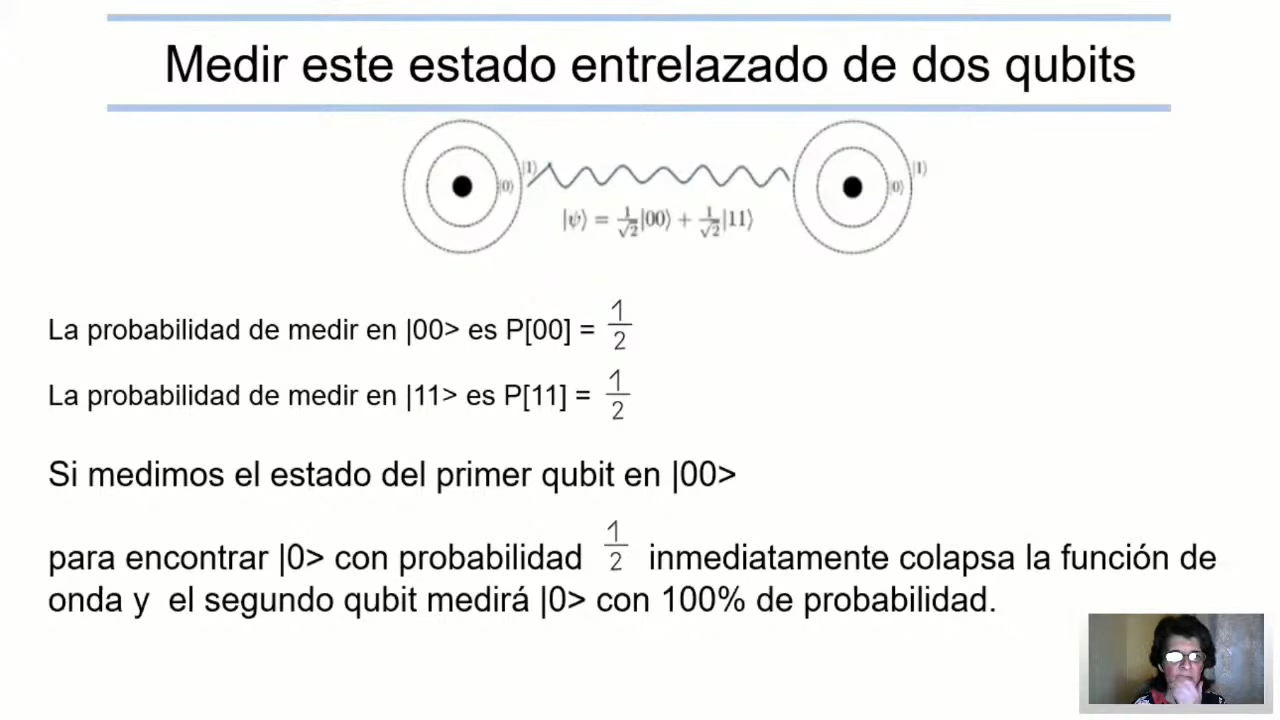 Medir este estado entrelazado de dos qubits
|1⟩ |1⟩
|0⟩ |0⟩
|ψ⟩ = 1/√2|00⟩ + 1/√2|11⟩
La probabilidad de medir en |00> es P[00] = 1/2
La probabilidad de medir en |11> es P[11] = 1/2
Si medimos el estado del primer qubit en |00>
para encontrar |0> con probabilidad 1/2 inmediatamente colapsa la función de
onda y el segundo qubit medirá |0> con 100% de probabilidad.